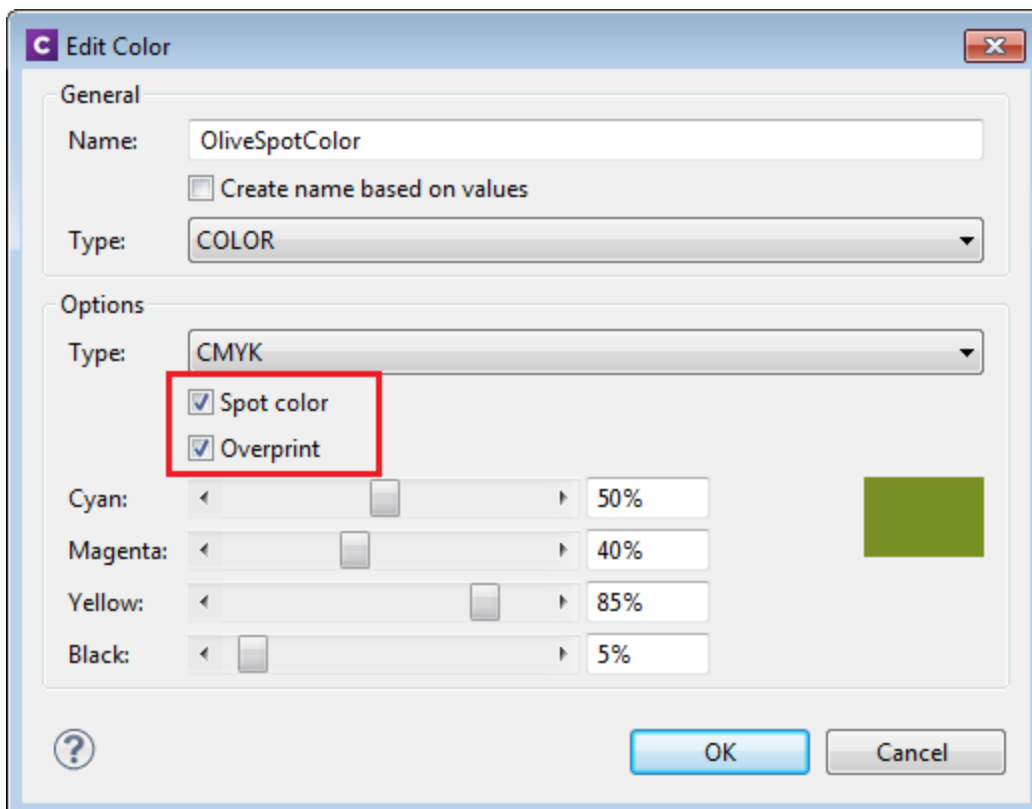 C Edit Color
General
Name: OliveSpotColor
Create name based on values
Type: COLOR
Options
Type: CMYK
Spot color
Overprint
Cyan: 50%
Magenta: 40%
Yellow: 85%
Black: 5%
? OK Cancel